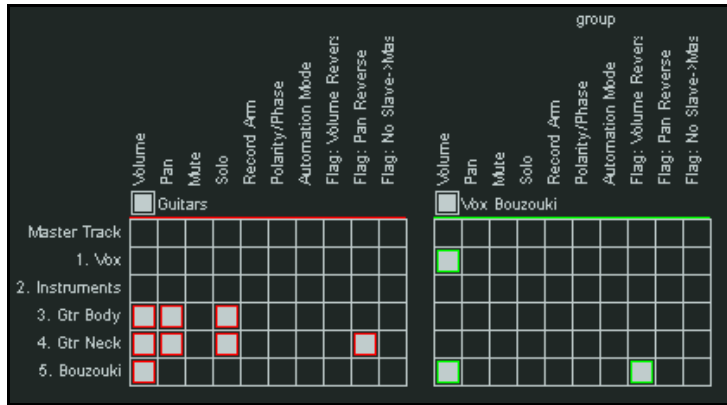 group
Volume
Pan
Mute
Solo
Record Arm
Polarity/Phase
Automation Mode
Flag: Volume Revers
Flag: Pan Reverse
Flag: No Slave->Mas
Volume
Pan
Mute
Solo
Record Arm
Polarity/Phase
Automation Mode
Flag: Volume Revers
Flag: Pan Reverse
Flag: No Slave->Mas
Guitars
Vox Bouzouki
Master Track
1. Vox
2. Instruments
3. Gtr Body
4. Gtr Neck
5. Bouzouki